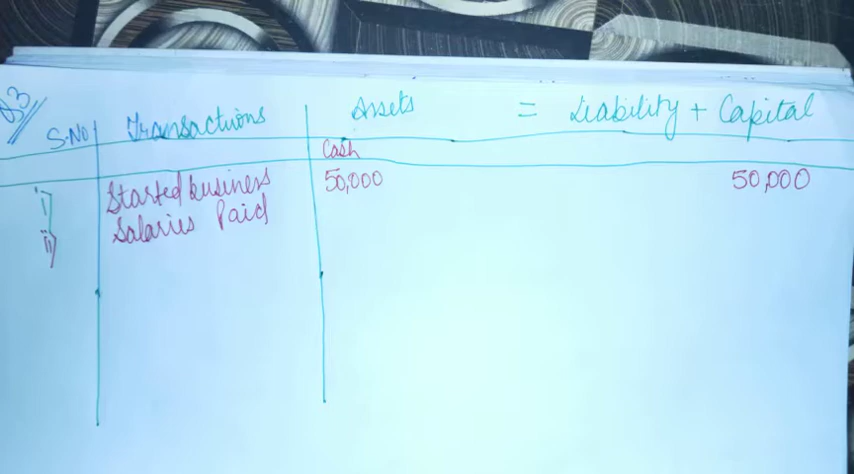 Q3
S.No Transactions Assets = Liability + Capital
Cash
i) Started business 50,000 50,000
ii) Salaries Paid